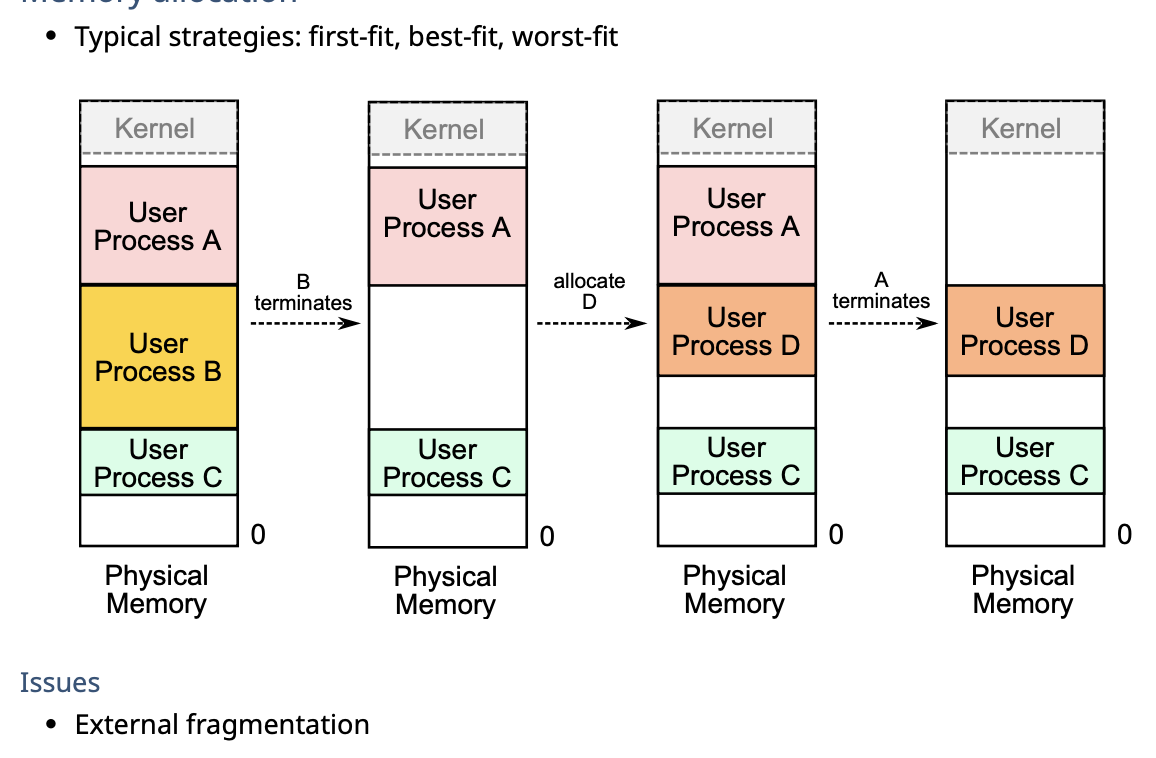 Memory allocation
• Typical strategies: first-fit, best-fit, worst-fit
Kernel
User
Process A
User
Process B
User
Process C
0
Physical
Memory
B
terminates
Kernel
User
Process A
User
Process C
0
Physical
Memory
allocate
D
Kernel
User
Process A
User
Process D
User
Process C
0
Physical
Memory
A
terminates
Kernel
User
Process D
User
Process C
0
Physical
Memory
Issues
• External fragmentation